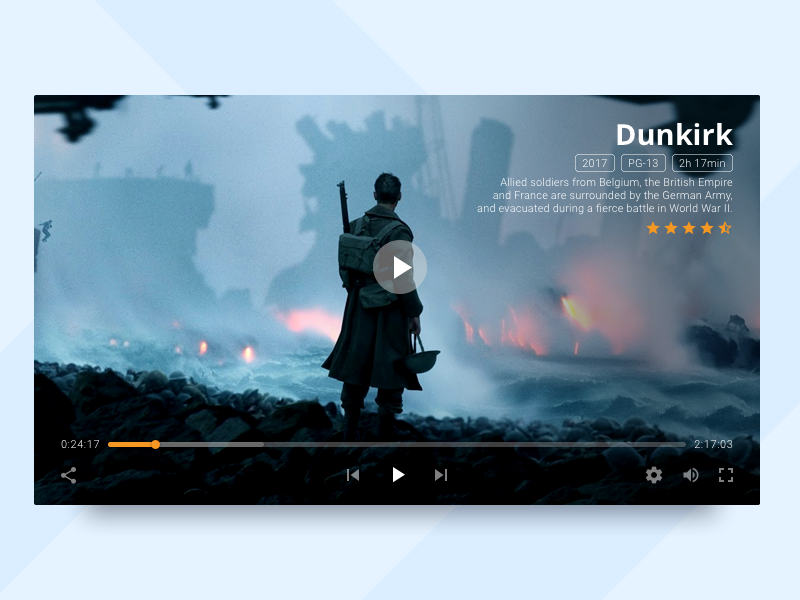 Dunkirk
2017 PG-13 2h 17min
Allied soldiers from Belgium, the British Empire
and France are surrounded by the German Army,
and evacuated during a fierce battle in World War II.
0:24:17 2:17:03